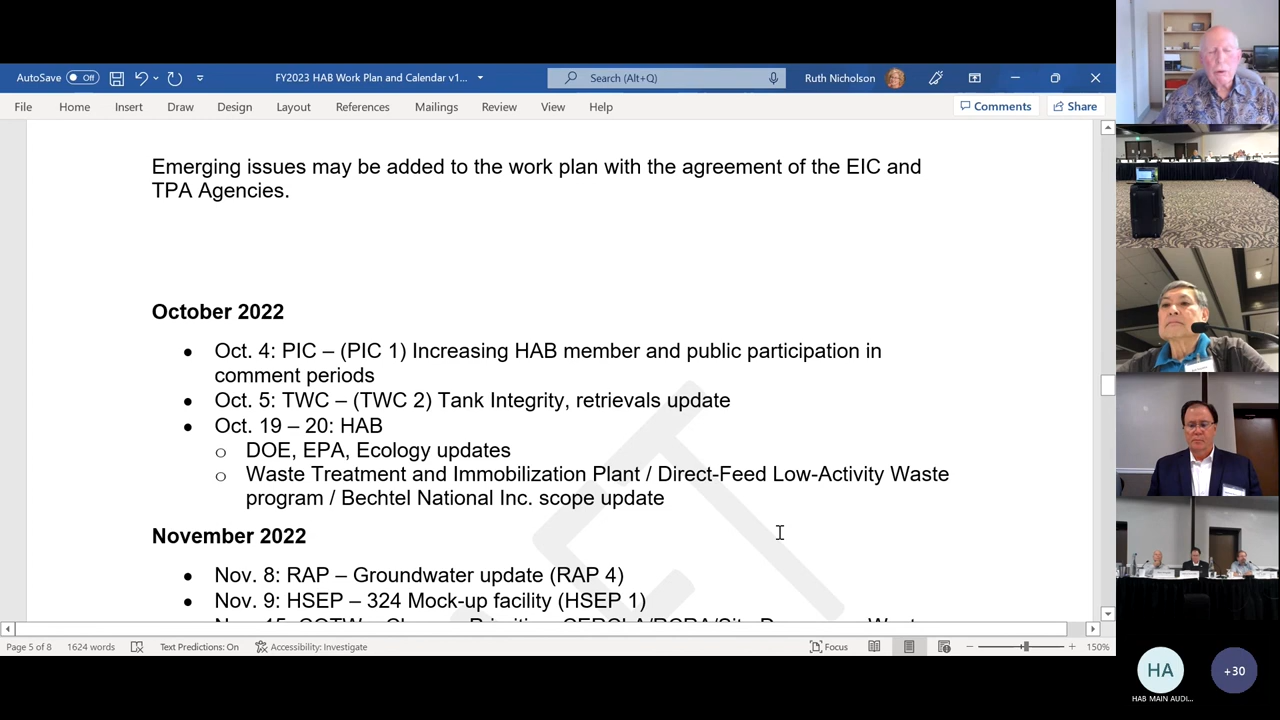 AutoSave Off FY2023 HAB Work Plan and Calendar v1... Search (Alt+Q) Ruth Nicholson
File Home Insert Draw Design Layout References Mailings Review View Help Comments Share
Emerging issues may be added to the work plan with the agreement of the EIC and
TPA Agencies.
October 2022
• Oct. 4: PIC – (PIC 1) Increasing HAB member and public participation in
comment periods
• Oct. 5: TWC – (TWC 2) Tank Integrity, retrievals update
• Oct. 19 – 20: HAB
o DOE, EPA, Ecology updates
o Waste Treatment and Immobilization Plant / Direct-Feed Low-Activity Waste
program / Bechtel National Inc. scope update
November 2022
• Nov. 8: RAP – Groundwater update (RAP 4)
• Nov. 9: HSEP – 324 Mock-up facility (HSEP 1)
Page 5 of 8 1624 words Text Predictions: On Accessibility: Investigate Focus 150%
HA
+30
HAB MAIN AUDI...